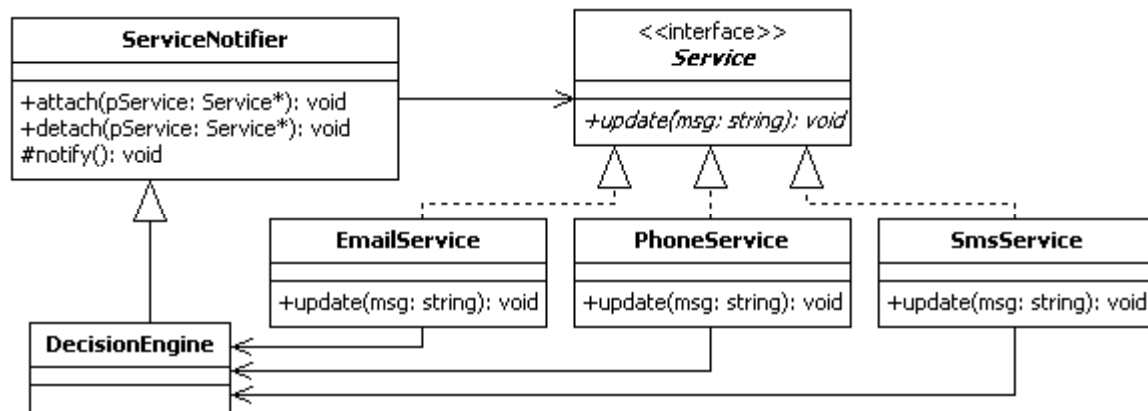 ServiceNotifier
+attach(pService: Service*): void
+detach(pService: Service*): void
#notify(): void
<<interface>>
Service
+update(msg: string): void
EmailService
+update(msg: string): void
PhoneService
+update(msg: string): void
SmsService
+update(msg: string): void
DecisionEngine